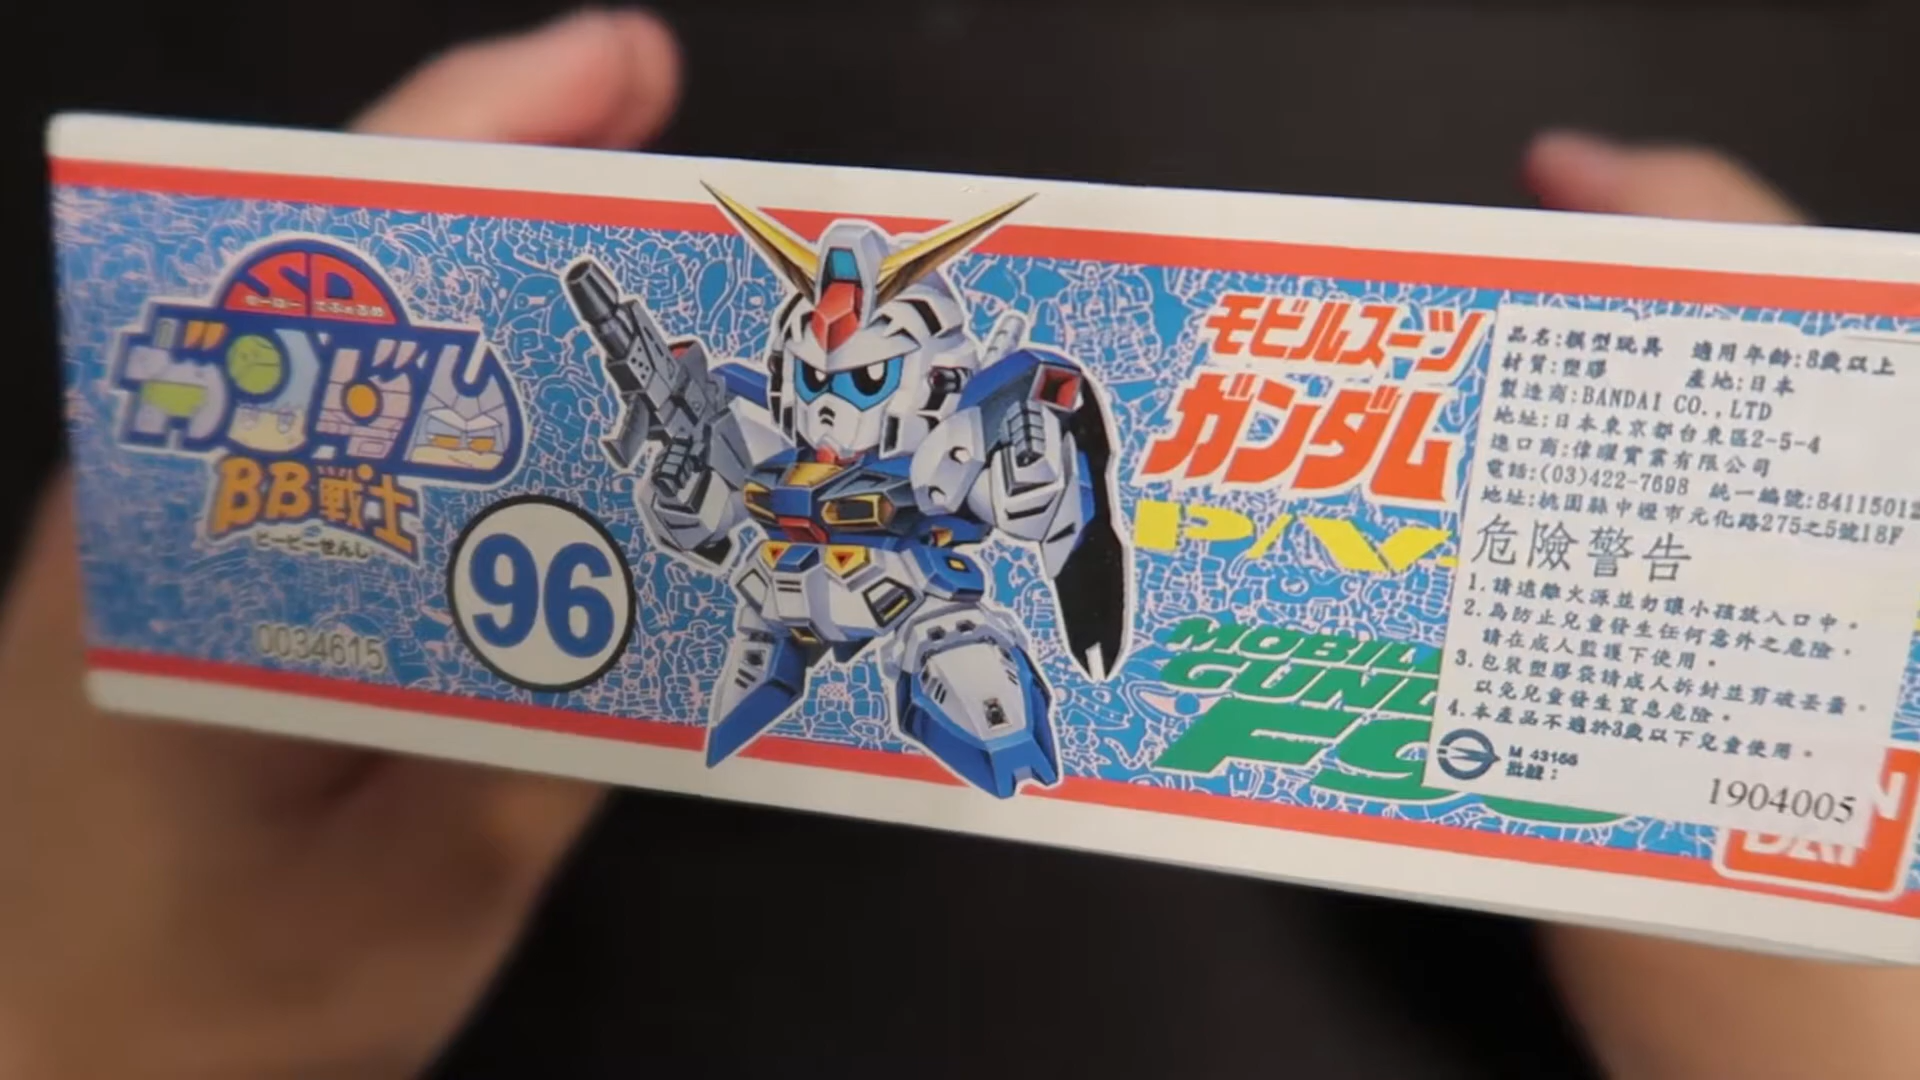 SD
ガンダム
BB戦士
ビービーせんし
96
0034615
モビルスーツ
ガンダム
P/V
MOBIL
GUND
F9
品名:模型玩具 適用年齡:8歲以上
材質:塑膠 產地:日本
製造商:BANDAI CO.,LTD
地址:日本東京都台東區2-5-4
進口商:偉曜實業有限公司
電話:(03)422-7698 統一編號:84115012
地址:桃園縣中壢市元化路275之5號18F
危險警告
1.請遠離火源並勿讓小孩放入口中。
2.為防止兒童發生任何意外之危險,
請在成人監護下使用。
3.包裝塑膠袋請成人拆封並剪破丟棄,
以免兒童發生窒息危險。
4.本產品不適於3歲以下兒童使用。
M 43166
批號:
1904005